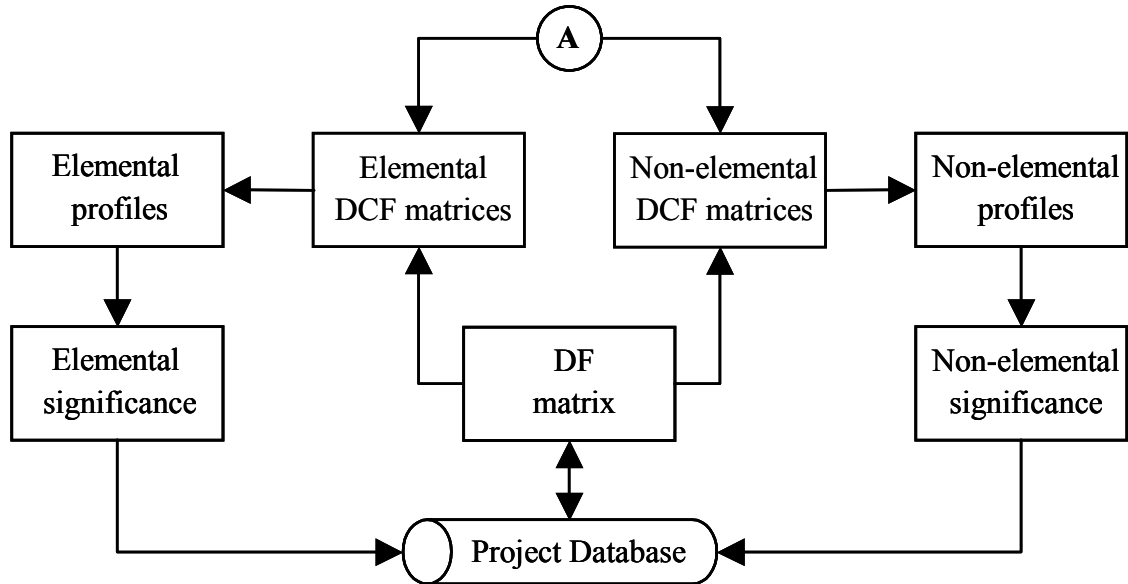 A
Elemental
profiles
Elemental
DCF matrices
Non-elemental
DCF matrices
Non-elemental
profiles
Elemental
significance
DF
matrix
Non-elemental
significance
Project Database